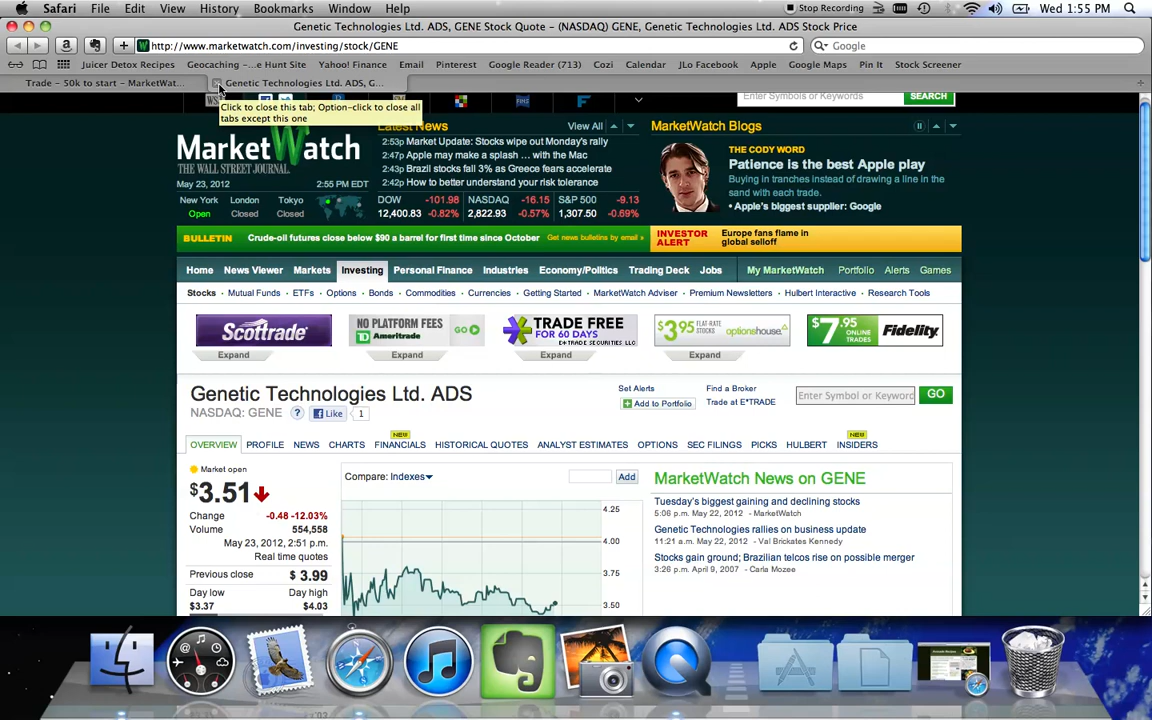 Safari File Edit View History Bookmarks Window Help
Stop Recording Wed 1:55 PM
Genetic Technologies Ltd. ADS, GENE Stock Quote - (NASDAQ) GENE, Genetic Technologies Ltd. ADS Stock Price
http://www.marketwatch.com/investing/stock/GENE
Google
Juicer Detox Recipes Geocaching -...e Hunt Site Yahoo! Finance Email Pinterest Google Reader (713) Cozi Calendar JLo Facebook Apple Google Maps Pin It Stock Screener
Trade - 50k to start - MarketWat...
Genetic Technologies Ltd. ADS, G...
Click to close this tab; Option-click to close all
tabs except this one
Enter Symbols or Keywords SEARCH
MarketWatch
THE WALL STREET JOURNAL
May 23, 2012 2:55 PM EDT
New York London Tokyo
Open Closed Closed
Latest News View All
2:53p Market Update: Stocks wipe out Monday's rally
2:47p Apple may make a splash ... with the Mac
2:43p Brazil stocks fall 3% as Greece fears accelerate
2:42p How to better understand your risk tolerance
DOW -101.98 NASDAQ -16.15 S&P 500 -9.13
12,400.83 -0.82% 2,822.93 -0.57% 1,307.50 -0.69%
MarketWatch Blogs
THE CODY WORD
Patience is the best Apple play
Buying in tranches instead of drawing a line in the
sand with each trade.
• Apple's biggest supplier: Google
BULLETIN Crude-oil futures close below $90 a barrel for first time since October Get news bulletins by email »
INVESTOR
ALERT
Europe fans flame in
global selloff
Home News Viewer Markets Investing Personal Finance Industries Economy/Politics Trading Deck Jobs My MarketWatch Portfolio Alerts Games
Stocks • Mutual Funds • ETFs • Options • Bonds • Commodities • Currencies • Getting Started • MarketWatch Adviser • Premium Newsletters • Hulbert Interactive • Research Tools
Scottrade
NO PLATFORM FEES
TD Ameritrade
GO
TRADE FREE
FOR 60 DAYS
E*TRADE SECURITIES LLC
$3.95 FLAT-RATE STOCKS optionshouse
$7.95 ONLINE TRADES Fidelity
Expand Expand Expand Expand
Genetic Technologies Ltd. ADS
NASDAQ: GENE ? Like 1
Set Alerts
Add to Portfolio
Find a Broker
Trade at E*TRADE
Enter Symbol or Keyword GO
NEW NEW
OVERVIEW PROFILE NEWS CHARTS FINANCIALS HISTORICAL QUOTES ANALYST ESTIMATES OPTIONS SEC FILINGS PICKS HULBERT INSIDERS
Market open
$3.51
Change -0.48 -12.03%
Volume 554,558
May 23, 2012, 2:51 p.m.
Real time quotes
Previous close $ 3.99
Day low Day high
$3.37 $4.03
Compare: Indexes Add
4.25
4.00
3.75
3.50
MarketWatch News on GENE
Tuesday's biggest gaining and declining stocks
5:06 p.m. May 22, 2012 - MarketWatch
Genetic Technologies rallies on business update
11:21 a.m. May 22, 2012 - Val Brickates Kennedy
Stocks gain ground; Brazilian telcos rise on possible merger
3:36 p.m. April 9, 2007 - Carla Mozee